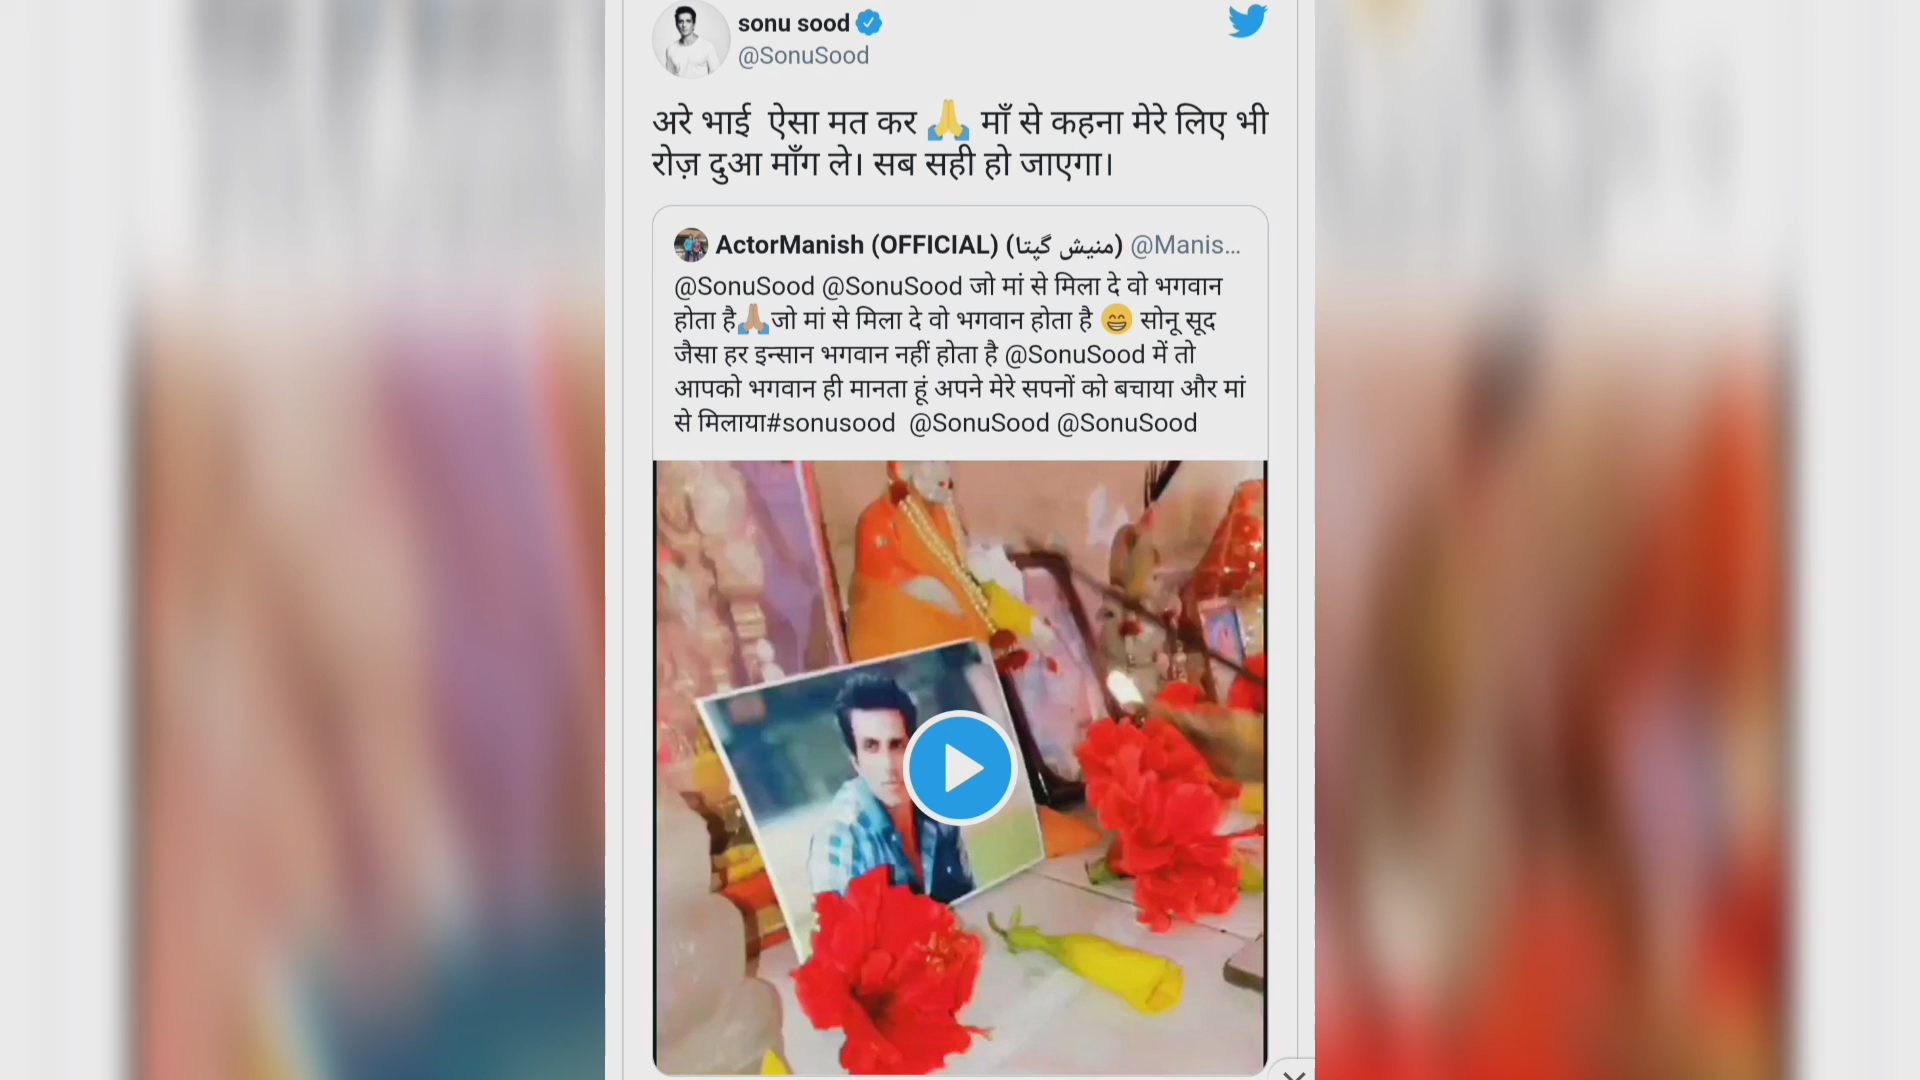 sonu sood
@SonuSood
अरे भाई ऐसा मत कर 🙏 माँ से कहना मेरे लिए भी
रोज़ दुआ माँग ले। सब सही हो जाएगा।
ActorManish (OFFICIAL) (منیش گپتا) @Manis...
@SonuSood @SonuSood जो मां से मिला दे वो भगवान
होता है🙏🏽जो मां से मिला दे वो भगवान होता है 😁 सोनू सूद
जैसा हर इन्सान भगवान नहीं होता है @SonuSood में तो
आपको भगवान ही मानता हूं अपने मेरे सपनों को बचाया और मां
से मिलाया#sonusood @SonuSood @SonuSood